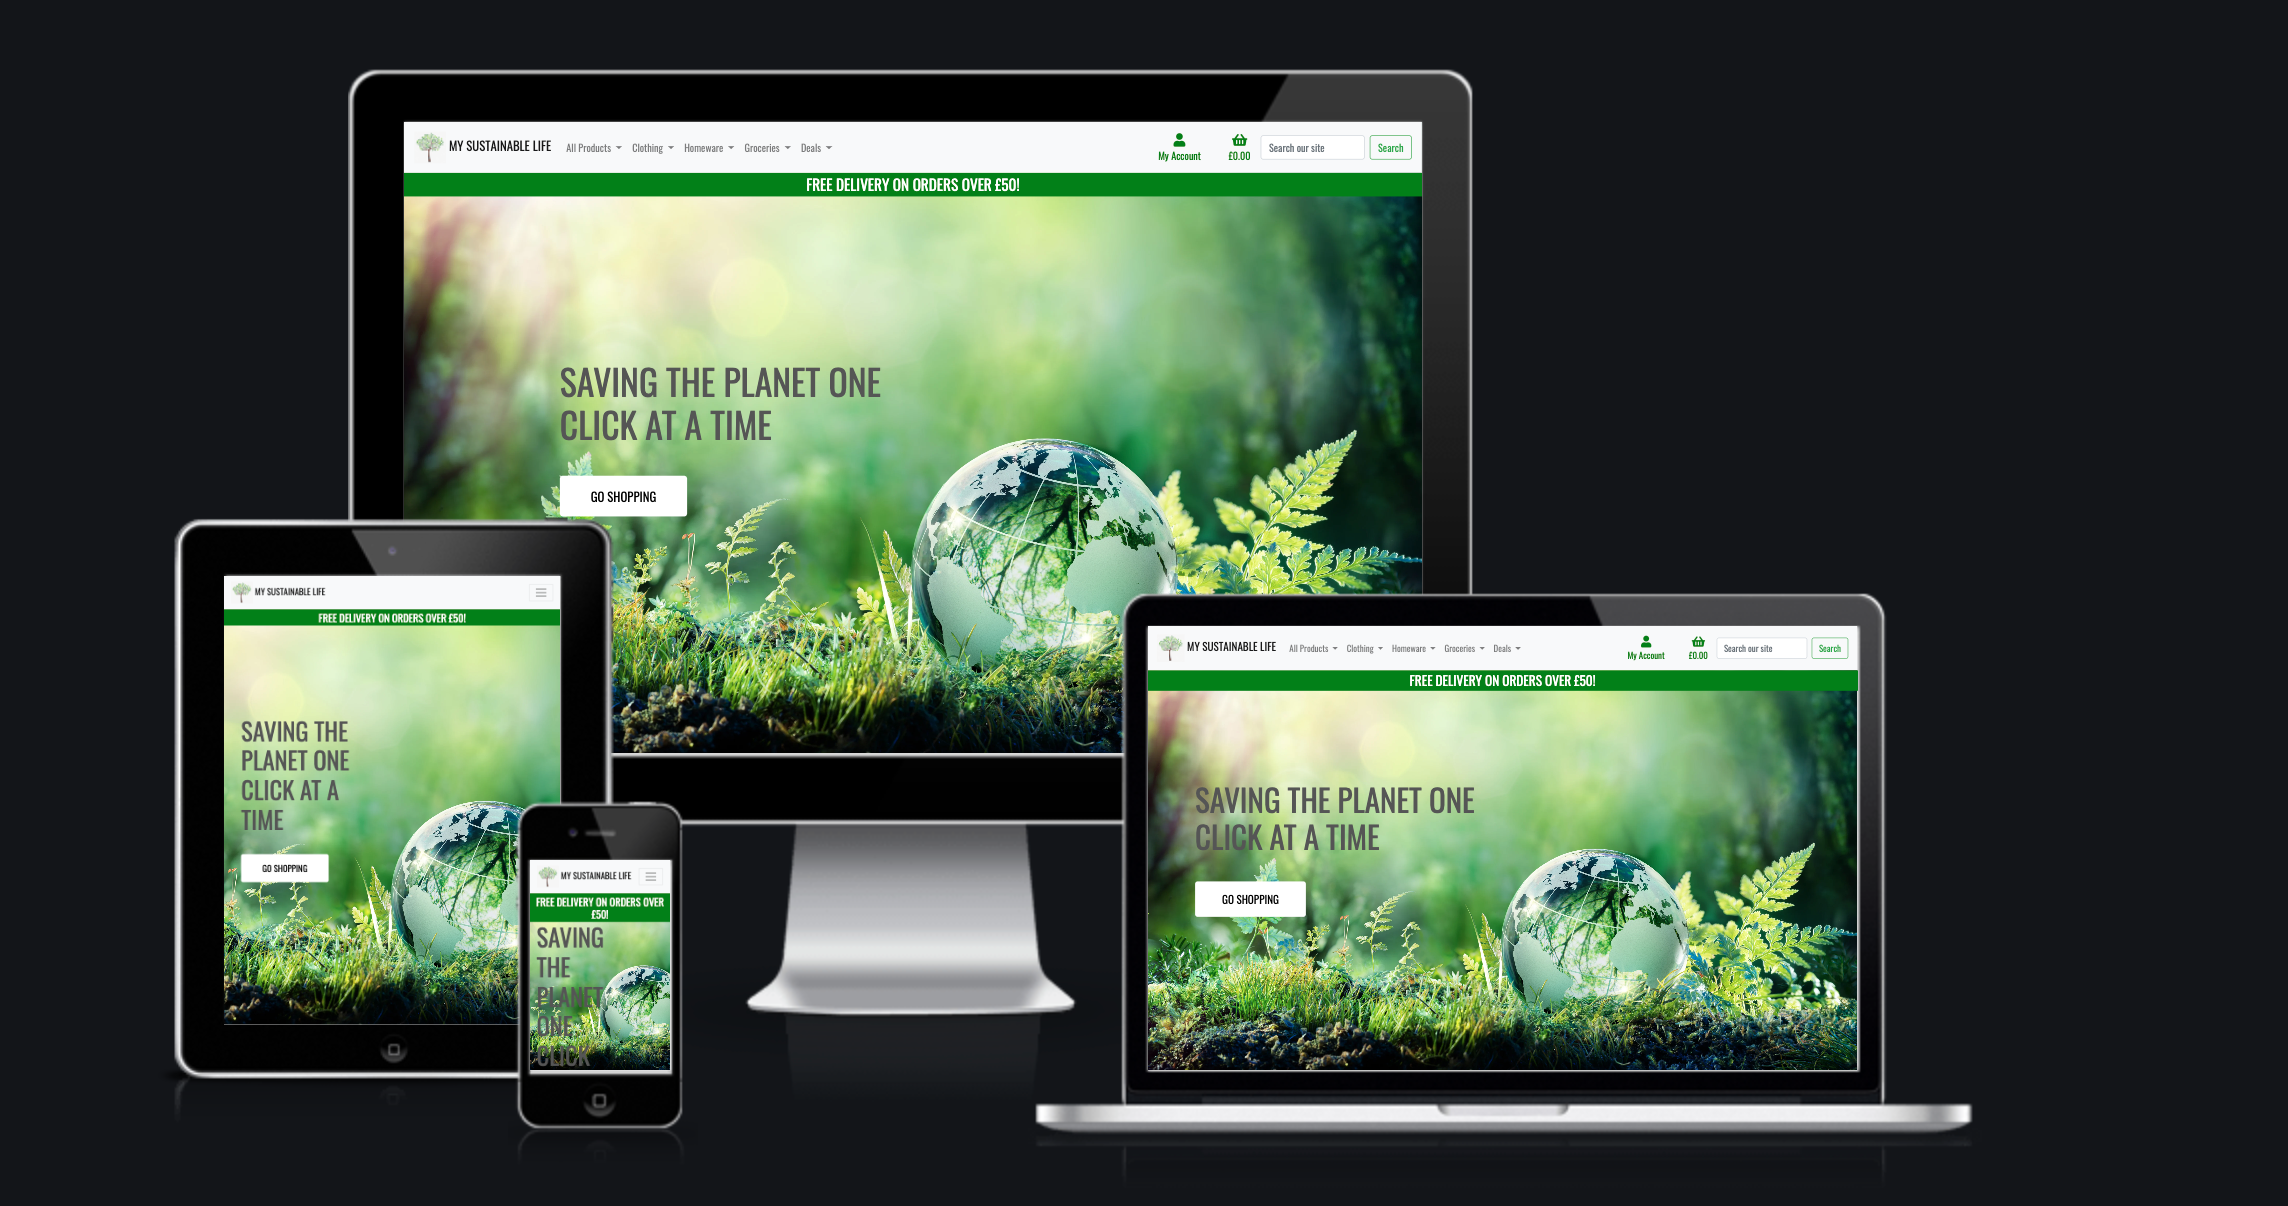 MY SUSTAINABLE LIFE All Products Clothing Homeware Groceries Deals My Account £0.00 Search our site Search
FREE DELIVERY ON ORDERS OVER £50!
SAVING THE PLANET ONE
CLICK AT A TIME
GO SHOPPING
MY SUSTAINABLE LIFE
FREE DELIVERY ON ORDERS OVER £50!
SAVING THE
PLANET ONE
CLICK AT A
TIME
GO SHOPPING
MY SUSTAINABLE LIFE
FREE DELIVERY ON ORDERS OVER
£50!
SAVING
THE
PLANET
ONE
CLICK
MY SUSTAINABLE LIFE All Products Clothing Homeware Groceries Deals My Account £0.00 Search our site Search
FREE DELIVERY ON ORDERS OVER £50!
SAVING THE PLANET ONE
CLICK AT A TIME
GO SHOPPING